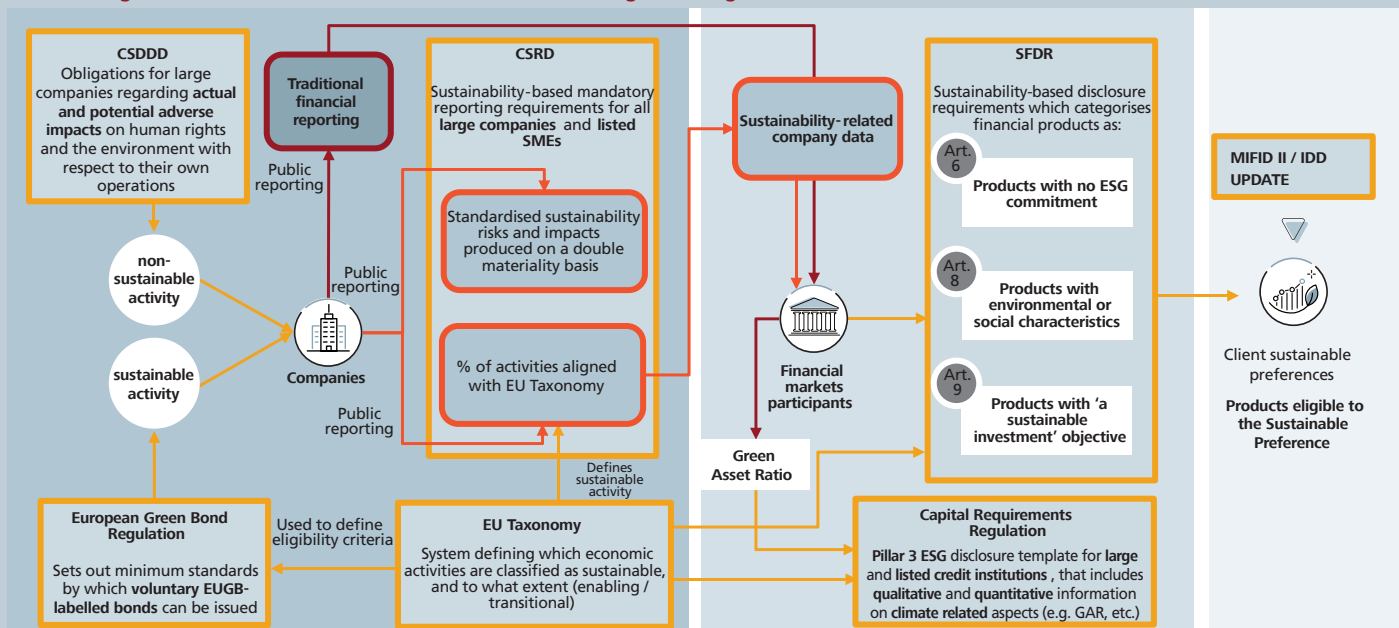 CSDDD
Obligations for large
companies regarding actual
and potential adverse
impacts on human rights
and the environment with
respect to their own
operations
non-
sustainable
activity
sustainable
activity
European Green Bond
Regulation
Sets out minimum standards
by which voluntary EUGB-
labelled bonds can be issued
Used to define
eligibility criteria
Traditional
financial
reporting
Public
reporting
Companies
Public
reporting
Public
reporting
CSRD
Sustainability-based mandatory
reporting requirements for all
large companies and listed
SMEs
Standardised sustainability
risks and impacts
produced on a double
materiality basis
% of activities aligned
with EU Taxonomy
Defines
sustainable
activity
EU Taxonomy
System defining which economic
activities are classified as sustainable,
and to what extent (enabling /
transitional)
Sustainability-related
company data
Financial
markets
participants
Green
Asset Ratio
SFDR
Sustainability-based disclosure
requirements which categorises
financial products as:
Art.
6
Products with no ESG
commitment
Art.
8
Products with
environmental or
social characteristics
Art.
9
Products with ‘a
sustainable
investment’ objective
Capital Requirements
Regulation
Pillar 3 ESG disclosure template for large
and listed credit institutions , that includes
qualitative and quantitative information
on climate related aspects (e.g. GAR, etc.)
MIFID II / IDD
UPDATE
Client sustainable
preferences
Products eligible to
the Sustainable
Preference